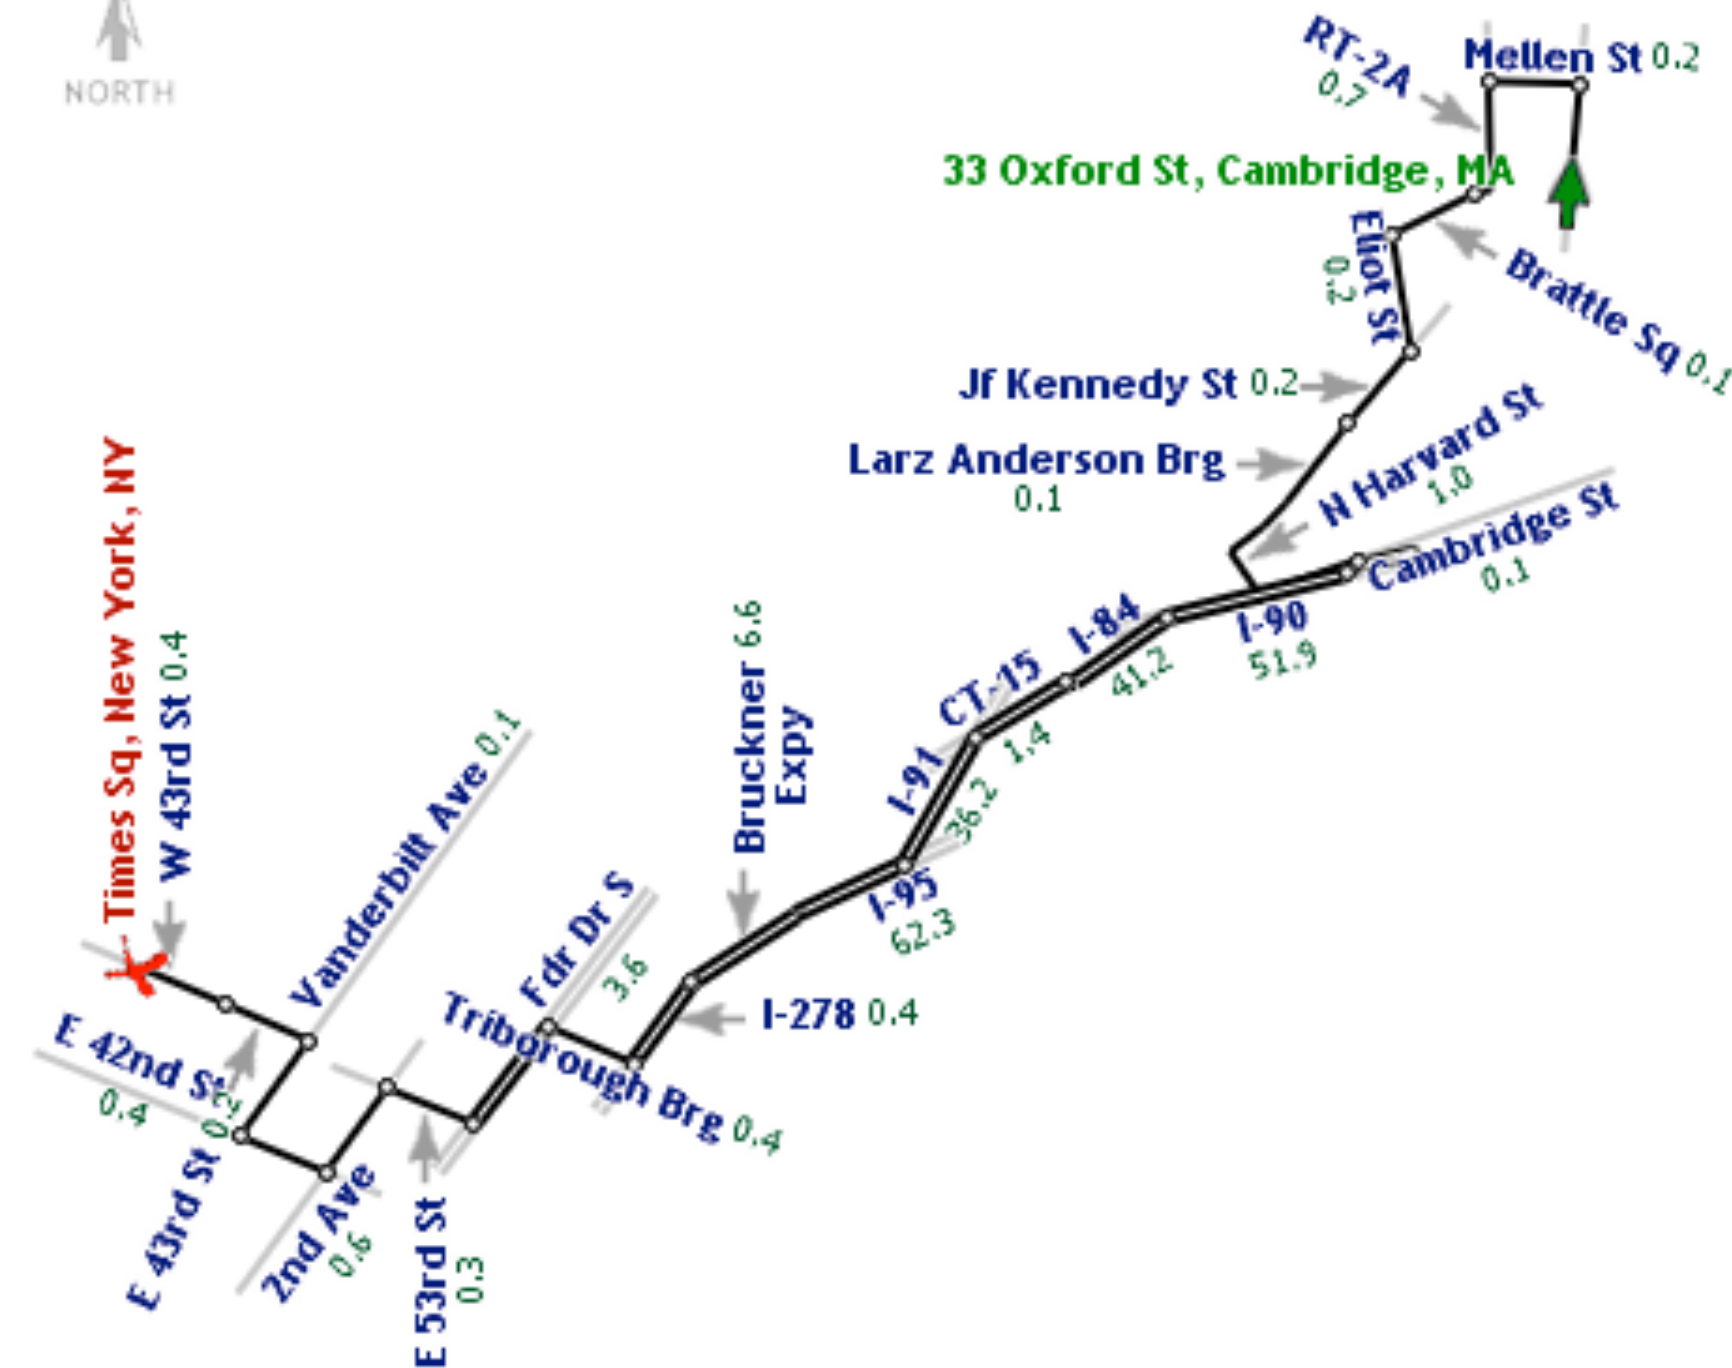 NORTH
RT-2A
0.7
Mellen St 0.2
33 Oxford St, Cambridge, MA
Eliot St
0.2
Brattle Sq 0.1
Jf Kennedy St 0.2
Larz Anderson Brg
0.1
N Harvard St
1.0
Cambridge St
0.1
I-90
51.9
I-84
41.2
CT-15
1.4
I-91
36.2
I-95
62.3
Bruckner 6.6
Expy
I-278 0.4
Triborough Brg 0.4
Fdr Dr S
3.6
E 53rd St
0.3
2nd Ave
0.6
E 42nd St
0.4
Vanderbilt Ave 0.1
E 43rd St
W 43rd St 0.4
Times Sq, New York, NY